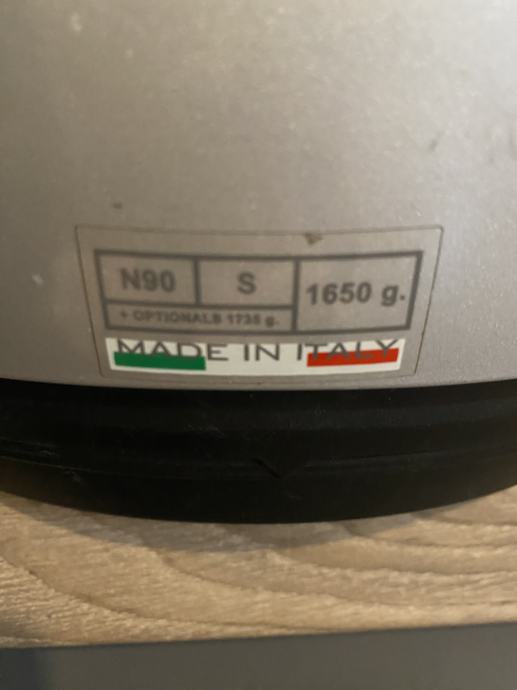 N90 S 1650 g.
+ OPTIONALS 1735 g.
MADE IN ITALY